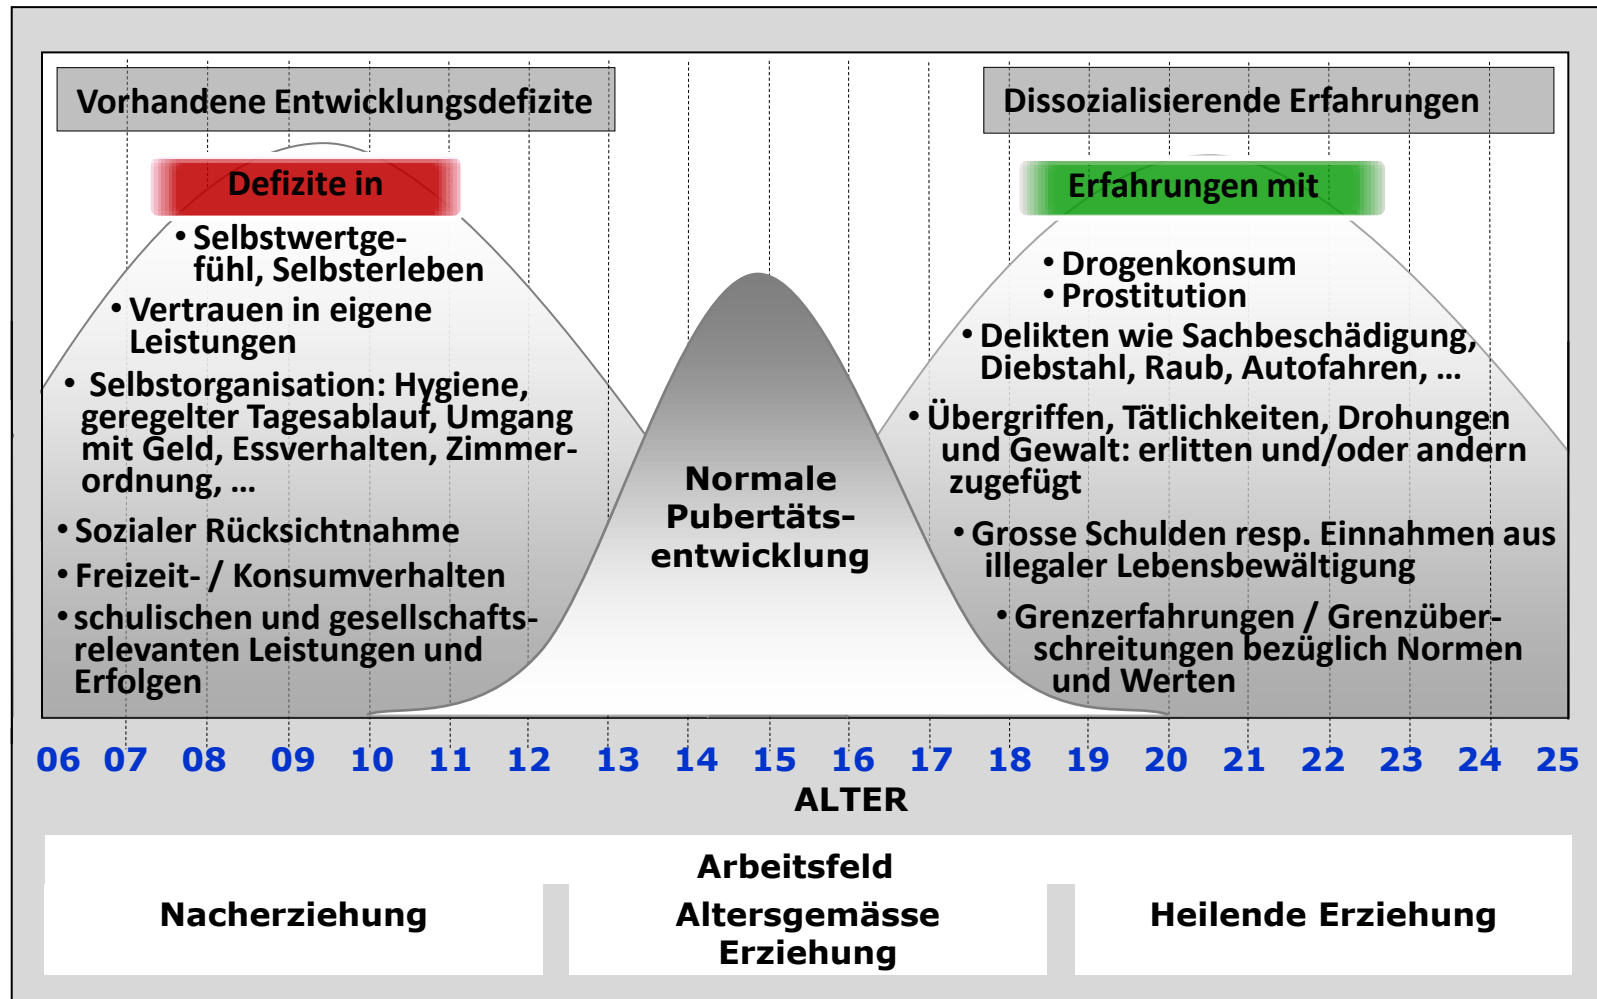 Vorhandene Entwicklungsdefizite
Defizite in
• Selbstwertge-
fühl, Selbsterleben
• Vertrauen in eigene
Leistungen
• Selbstorganisation: Hygiene,
geregelter Tagesablauf, Umgang
mit Geld, Essverhalten, Zimmer-
ordnung, ...
• Sozialer Rücksichtnahme
• Freizeit- / Konsumverhalten
• schulischen und gesellschafts-
relevanten Leistungen und
Erfolgen
Normale
Pubertäts-
entwicklung
Dissozialisierende Erfahrungen
Erfahrungen mit
• Drogenkonsum
• Prostitution
• Delikten wie Sachbeschädigung,
Diebstahl, Raub, Autofahren, ...
• Übergriffen, Tätlichkeiten, Drohungen
und Gewalt: erlitten und/oder andern
zugefügt
• Grosse Schulden resp. Einnahmen aus
illegaler Lebensbewältigung
• Grenzerfahrungen / Grenzüber-
schreitungen bezüglich Normen
und Werten
06 07 08 09 10 11 12 13 14 15 16 17 18 19 20 21 22 23 24 25
ALTER
Arbeitsfeld
Nacherziehung
Altersgemässe
Erziehung
Heilende Erziehung